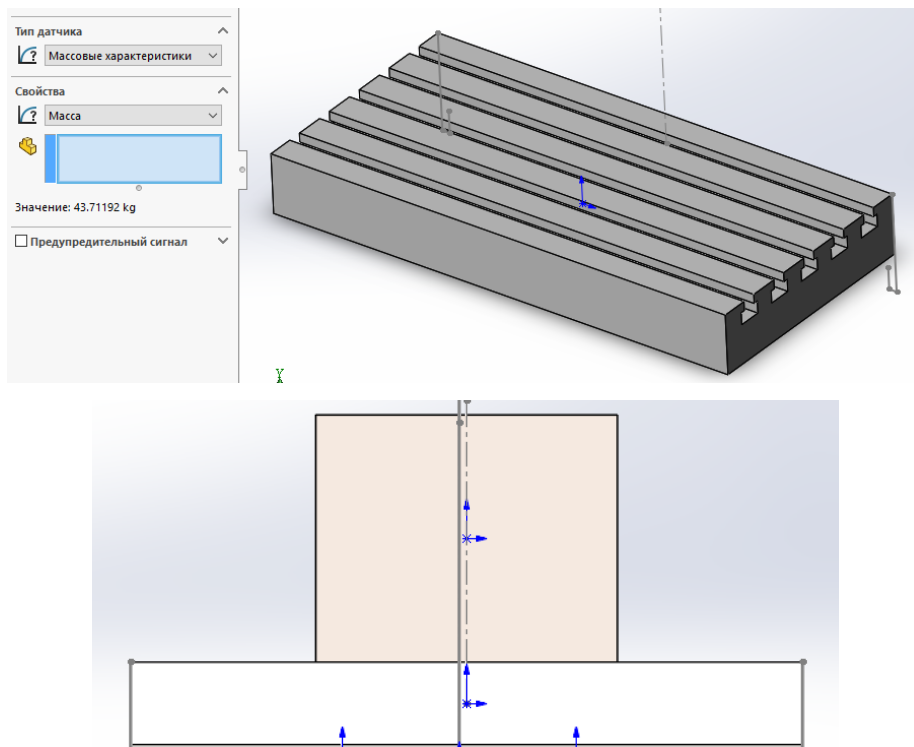 Тип датчика
Массовые характеристики
Свойства
Масса
Значение: 43.71192 kg
Предупредительный сигнал
Y